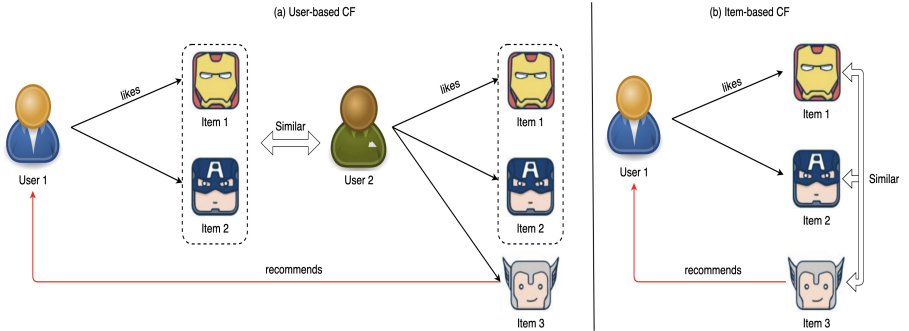 (a) User-based CF
likes
Item 1
Item 2
User 1
Similar
User 2
likes
Item 1
Item 2
Item 3
recommends
(b) Item-based CF
likes
Item 1
User 1
Item 2
Similar
recommends
Item 3